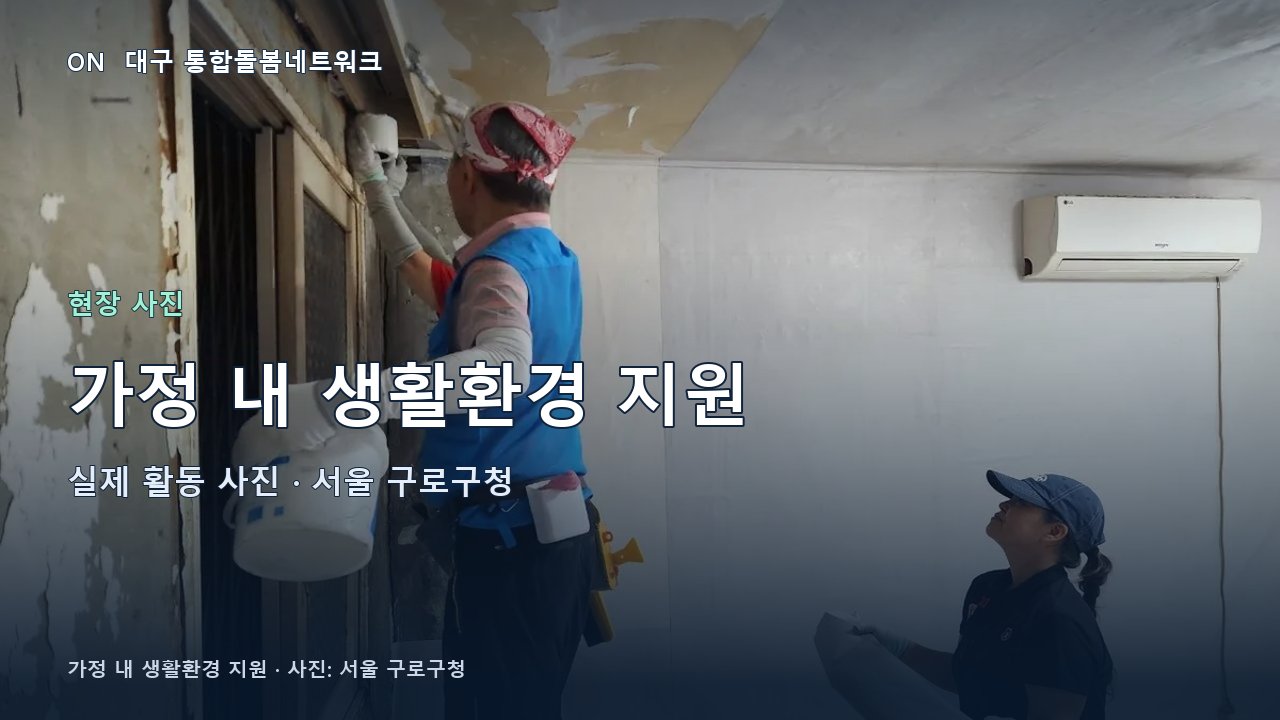 ON 대구 통합돌봄네트워크
현장 사진
가정 내 생활환경 지원
실제 활동 사진 · 서울 구로구청
가정 내 생활환경 지원 · 사진: 서울 구로구청